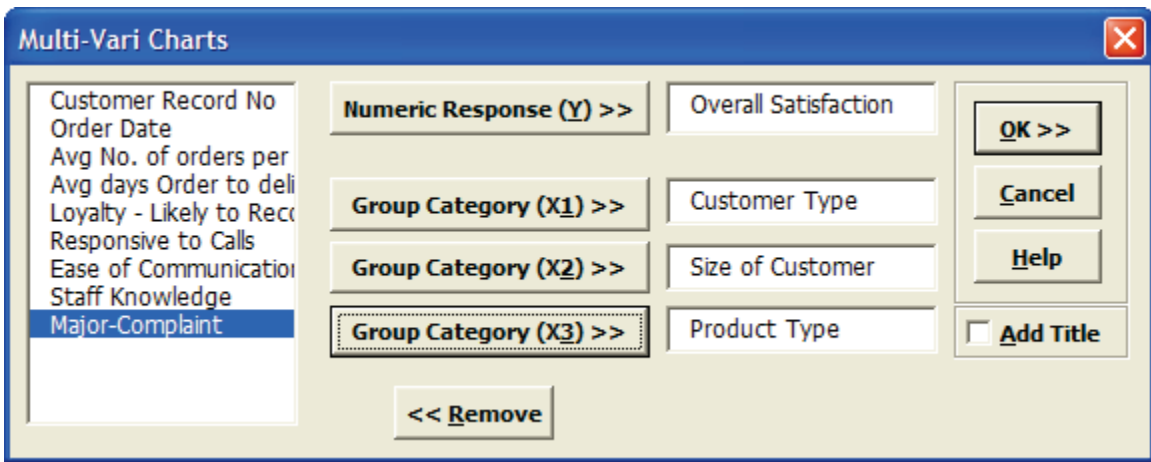 Multi-Vari Charts
Customer Record No
Order Date
Avg No. of orders per
Avg days Order to deli
Loyalty - Likely to Reco
Responsive to Calls
Ease of Communication
Staff Knowledge
Major-Complaint
Numeric Response (Y) >>
Overall Satisfaction
Group Category (X1) >>
Customer Type
Group Category (X2) >>
Size of Customer
Group Category (X3) >>
Product Type
<< Remove
OK >>
Cancel
Help
Add Title